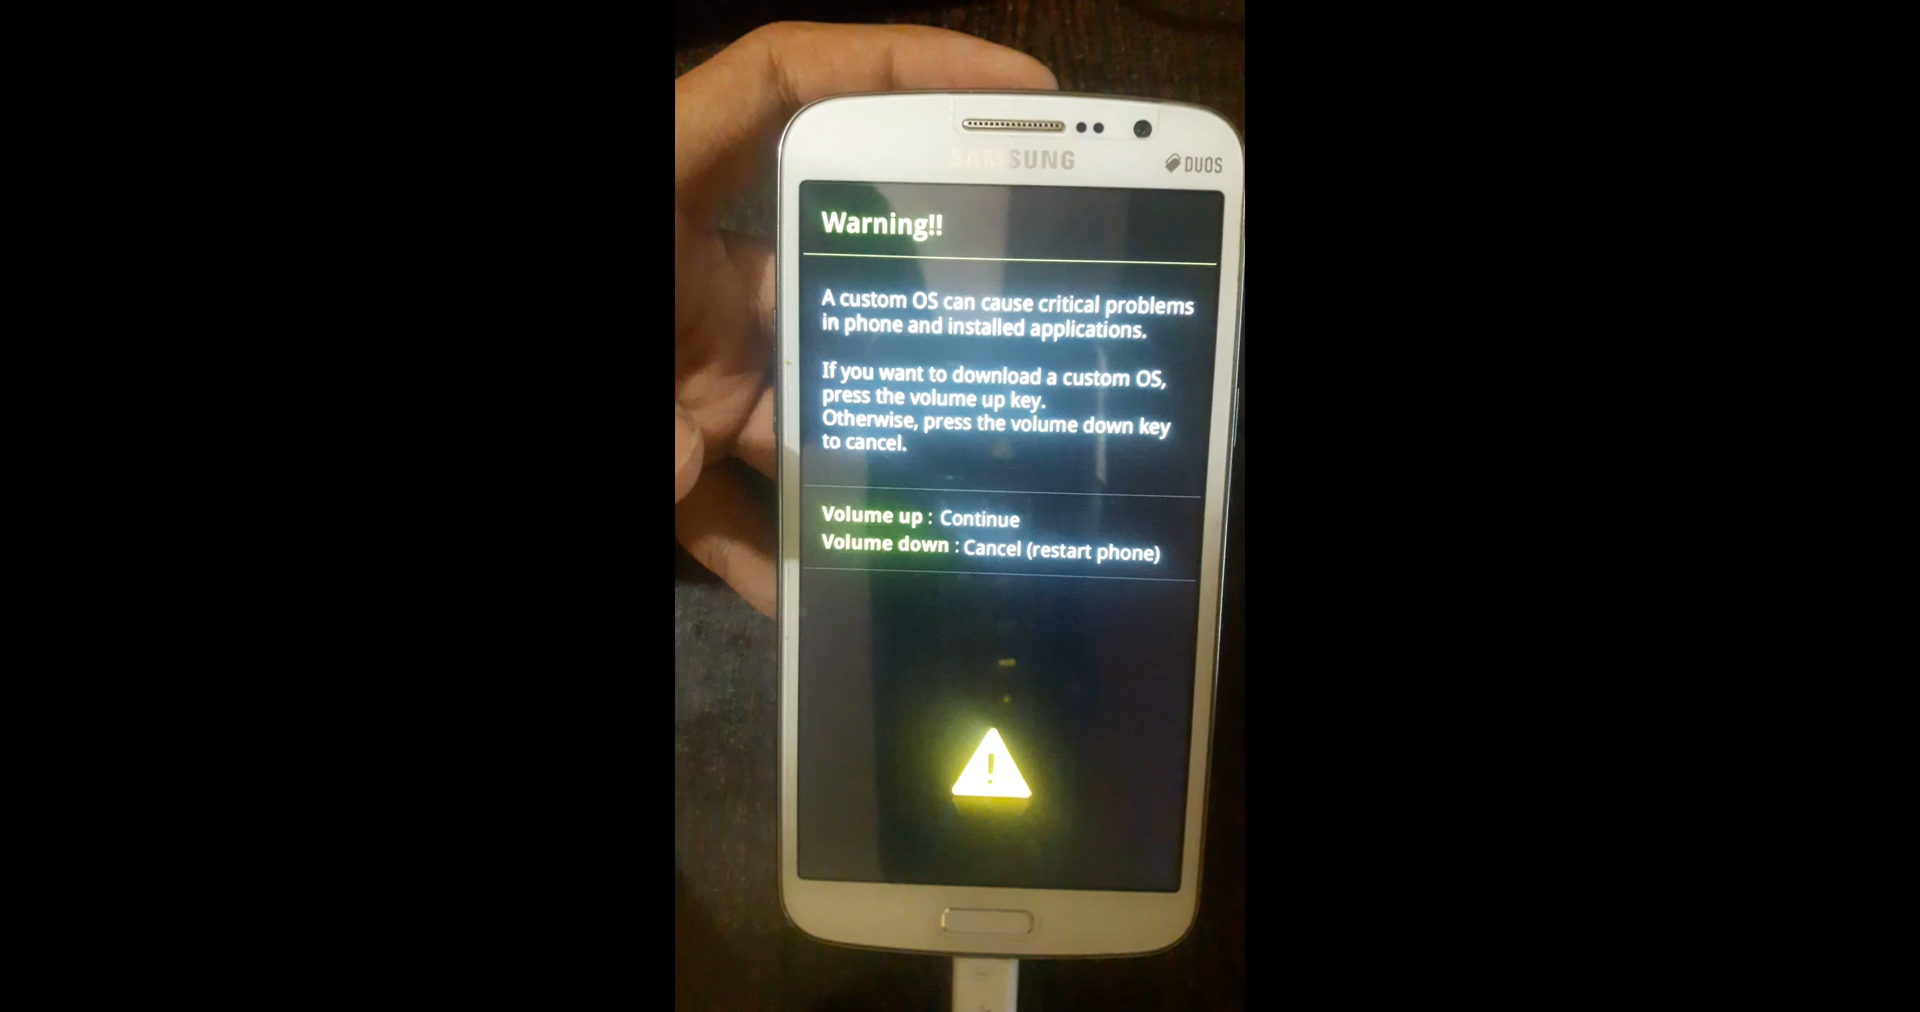 SAMSUNG
DUOS
Warning!!
A custom OS can cause critical problems
in phone and installed applications.
If you want to download a custom OS,
press the volume up key.
Otherwise, press the volume down key
to cancel.
Volume up : Continue
Volume down : Cancel (restart phone)
!